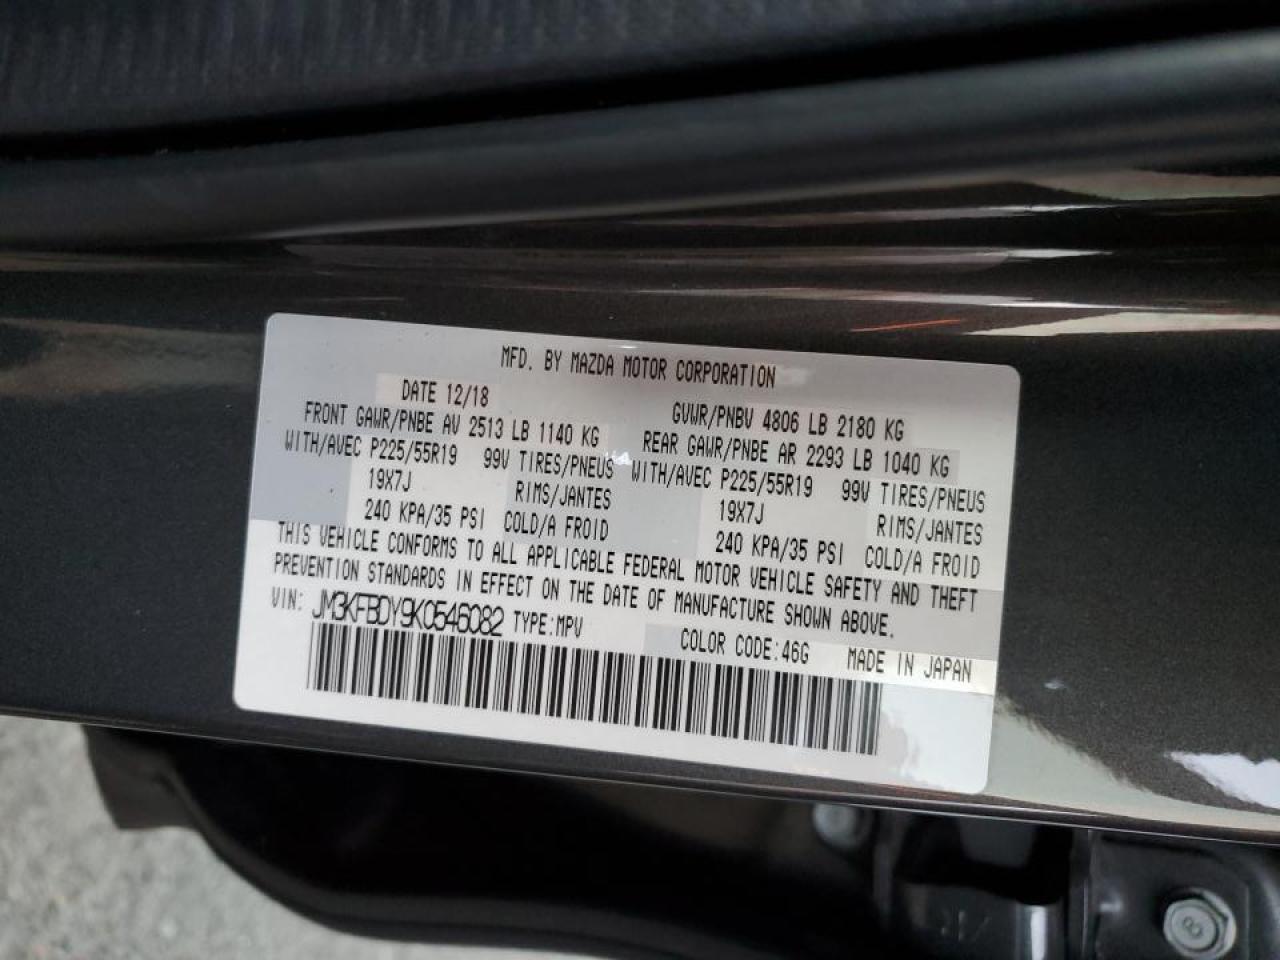 MFD. BY MAZDA MOTOR CORPORATION
DATE 12/18 GVWR/PNBV 4806 LB 2180 KG
FRONT GAWR/PNBE AV 2513 LB 1140 KG REAR GAWR/PNBE AR 2293 LB 1040 KG
WITH/AVEC P225/55R19 99V TIRES/PNEUS WITH/AVEC P225/55R19 99V TIRES/PNEUS
19X7J RIMS/JANTES 19X7J RIMS/JANTES
240 KPA/35 PSI COLD/A FROID 240 KPA/35 PSI COLD/A FROID
THIS VEHICLE CONFORMS TO ALL APPLICABLE FEDERAL MOTOR VEHICLE SAFETY AND THEFT
PREVENTION STANDARDS IN EFFECT ON THE DATE OF MANUFACTURE SHOWN ABOVE.
VIN: JM3KFBDY9K0546082 TYPE:MPV COLOR CODE:46G MADE IN JAPAN
8